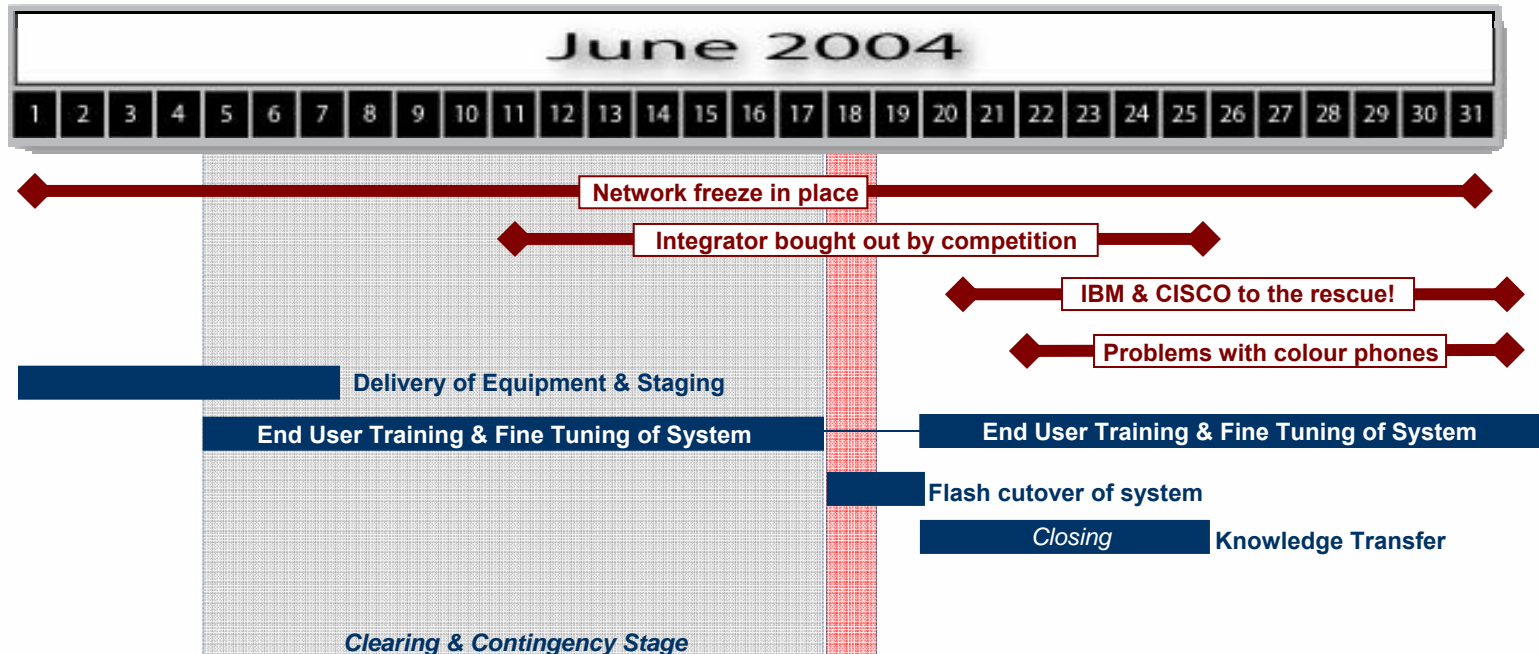 June 2004
1 2 3 4 5 6 7 8 9 10 11 12 13 14 15 16 17 18 19 20 21 22 23 24 25 26 27 28 29 30 31
Network freeze in place
Integrator bought out by competition
IBM & CISCO to the rescue!
Problems with colour phones
Delivery of Equipment & Staging
End User Training & Fine Tuning of System End User Training & Fine Tuning of System
Flash cutover of system
Closing Knowledge Transfer
Clearing & Contingency Stage